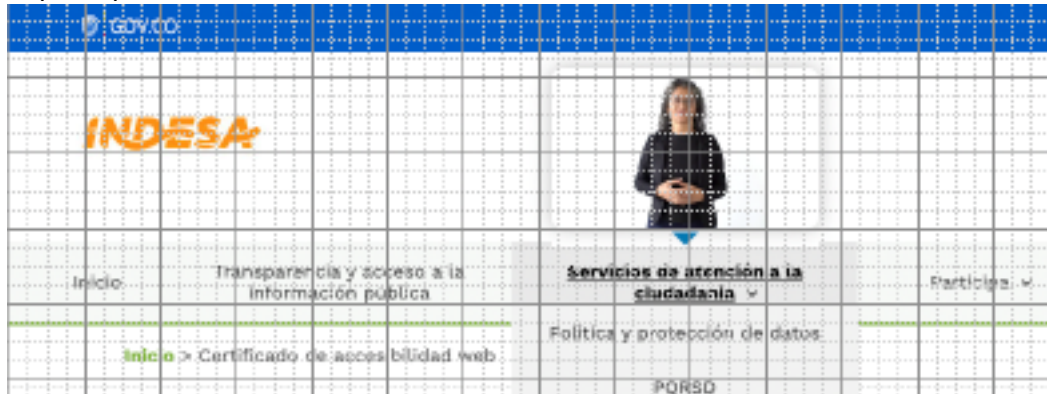 GOV.CO
INDESA
Inicio
Transparencia y acceso a la
información pública
Servicios de atención a la
ciudadanía
Participa
Política y protección de datos
Inicio > Certificado de accesibilidad web
PQRSD